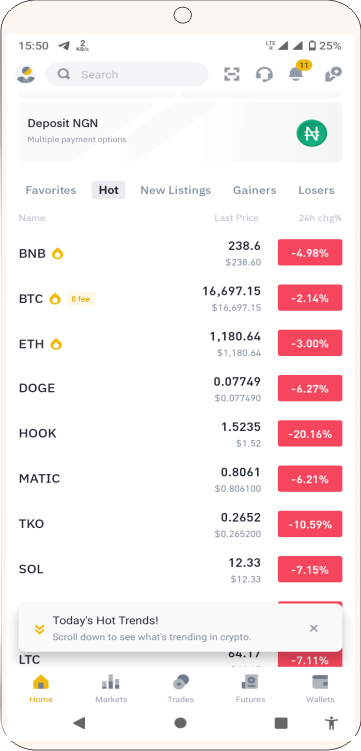 15:50 2 KB/s LTE R 25%
Search 11
Deposit NGN
Multiple payment options
Favorites Hot New Listings Gainers Losers
Name Last Price 24h chg%
BNB 238.6 -4.98%
$238.60
BTC 0 fee 16,697.15 -2.14%
$16,697.15
ETH 1,180.64 -3.00%
$1,180.64
DOGE 0.07749 -6.27%
$0.077490
HOOK 1.5235 -20.16%
$1.52
MATIC 0.8061 -6.21%
$0.806100
TKO 0.2652 -10.59%
$0.265200
SOL 12.33 -7.15%
$12.33
Today's Hot Trends!
Scroll down to see what's trending in crypto.
LTC 64.17 -7.11%
Home Markets Trades Futures Wallets